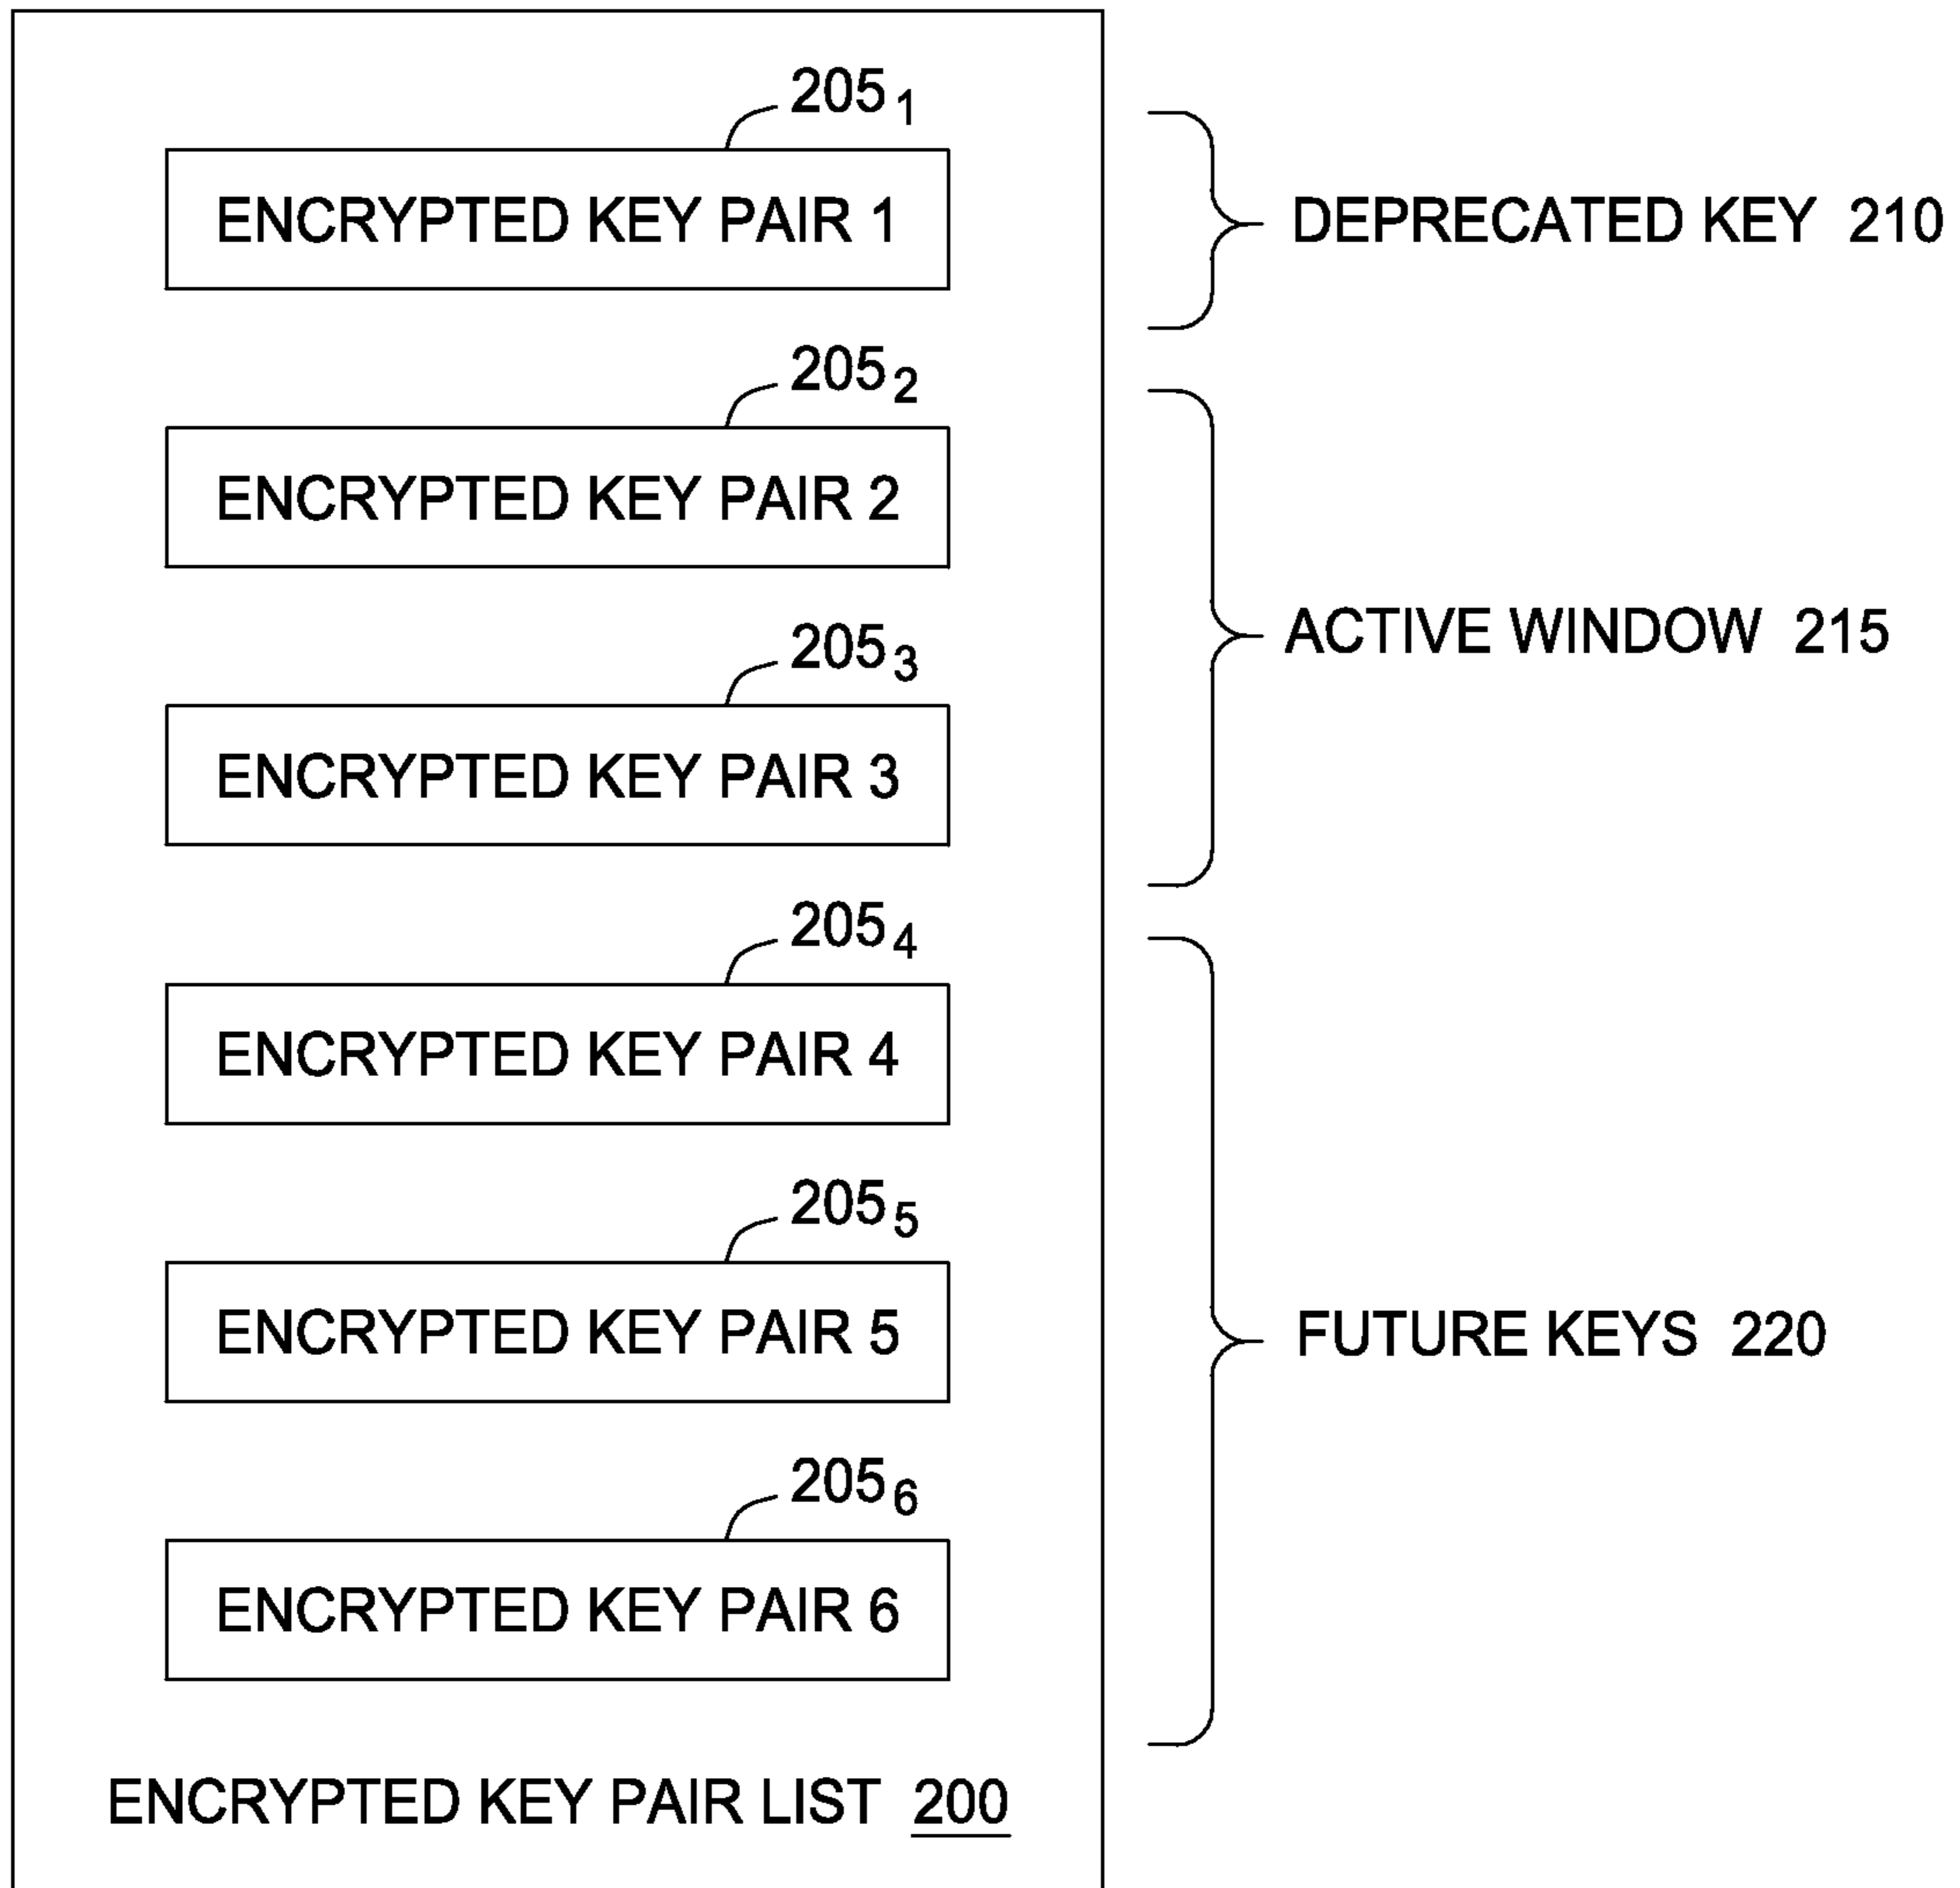 205₁
ENCRYPTED KEY PAIR 1
DEPRECATED KEY 210
205₂
ENCRYPTED KEY PAIR 2
ACTIVE WINDOW 215
205₃
ENCRYPTED KEY PAIR 3
205₄
ENCRYPTED KEY PAIR 4
205₅
ENCRYPTED KEY PAIR 5
FUTURE KEYS 220
205₆
ENCRYPTED KEY PAIR 6
ENCRYPTED KEY PAIR LIST 200